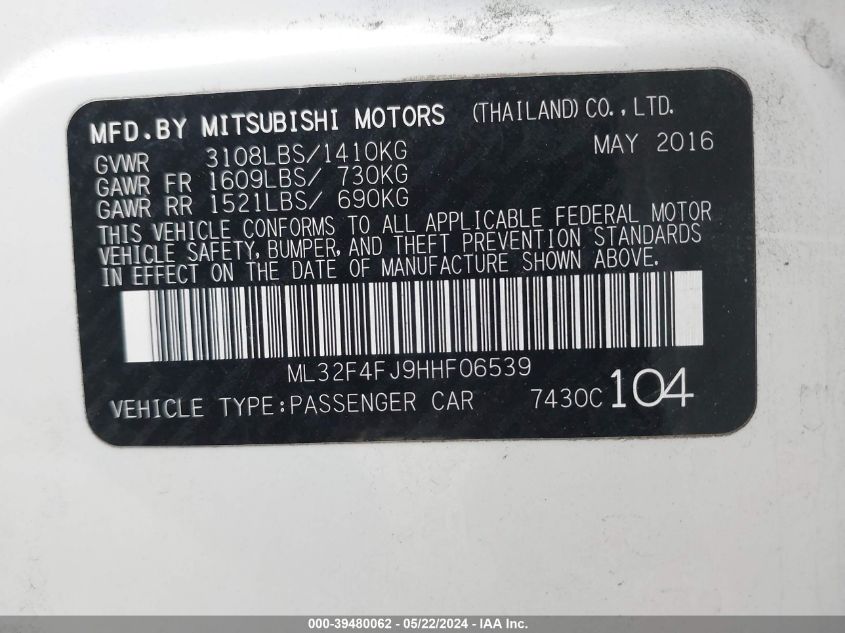 MFD.BY MITSUBISHI MOTORS (THAILAND) CO.,LTD.
GVWR 3108LBS/1410KG MAY 2016
GAWR FR 1609LBS/ 730KG
GAWR RR 1521LBS/ 690KG
THIS VEHICLE CONFORMS TO ALL APPLICABLE FEDERAL MOTOR
VEHICLE SAFETY, BUMPER, AND THEFT PREVENTION STANDARDS
IN EFFECT ON THE DATE OF MANUFACTURE SHOWN ABOVE.
ML32F4FJ9HHF06539
VEHICLE TYPE:PASSENGER CAR 7430C 104
000-39480062 - 05/22/2024 - IAA Inc.